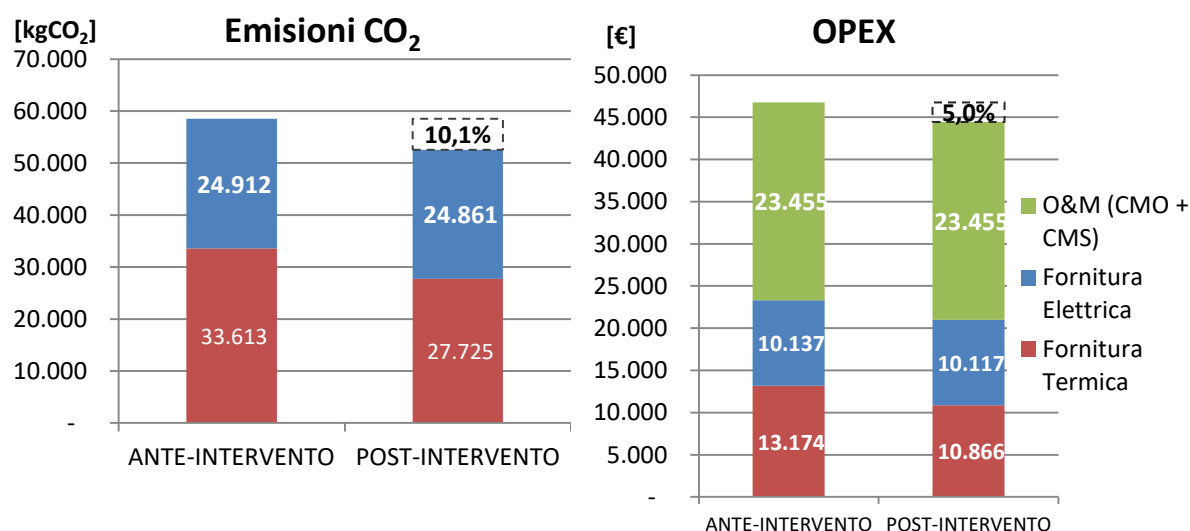 [kgCO₂]
Emisioni CO₂
70.000
60.000
50.000
40.000
30.000
20.000
10.000
-
10,1%
24.912
24.861
33.613
27.725
ANTE-INTERVENTO
POST-INTERVENTO
[€]
OPEX
50.000
45.000
40.000
35.000
30.000
25.000
20.000
15.000
10.000
5.000
-
5,0%
23.455
23.455
10.137
10.117
13.174
10.866
ANTE-INTERVENTO
POST-INTERVENTO
O&M (CMO +
CMS)
Fornitura
Elettrica
Fornitura
Termica